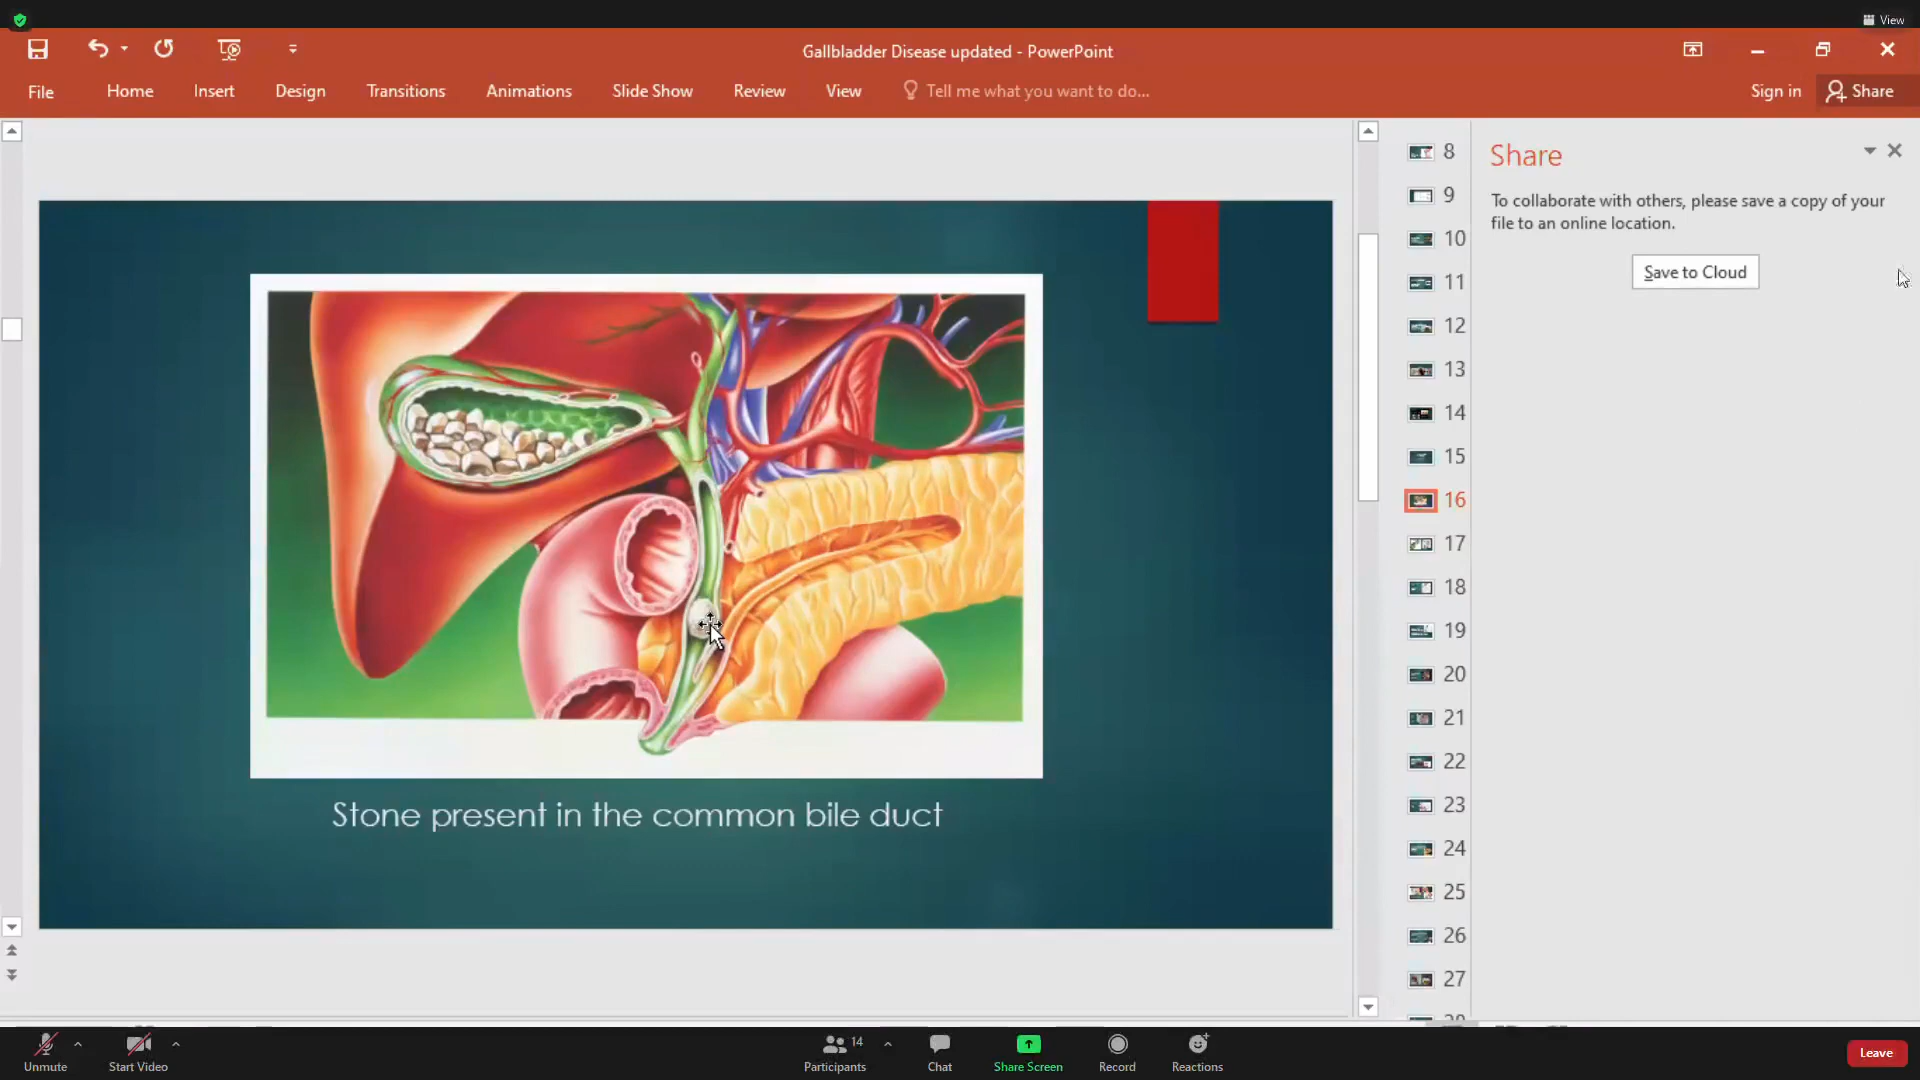 View
Gallbladder Disease updated - PowerPoint
File
Home
Insert
Design
Transitions
Animations
Slide Show
Review
View
Tell me what you want to do...
Sign in
Share
8
9
10
11
12
13
14
15
16
17
18
19
20
21
22
23
24
25
26
27
Share
To collaborate with others, please save a copy of your
file to an online location.
Save to Cloud
Stone present in the common bile duct
Unmute
Start Video
14
Participants
Chat
Share Screen
Record
Reactions
Leave